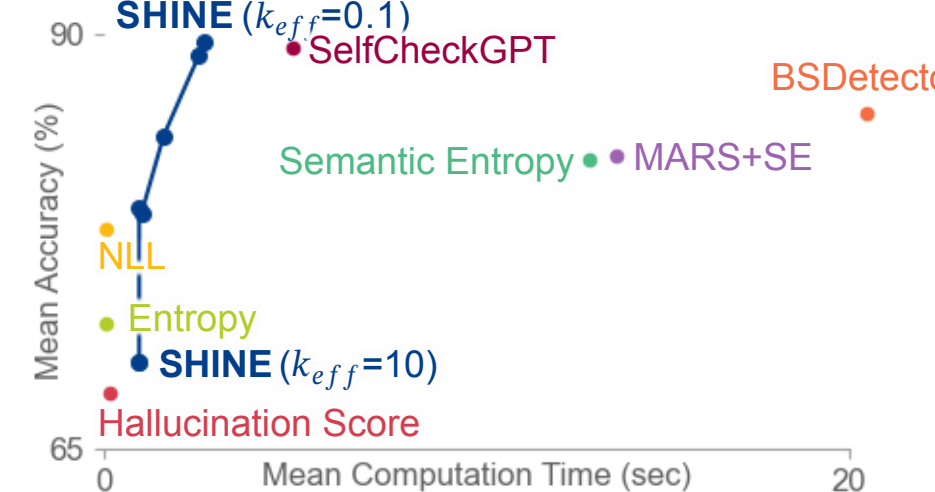 SHINE (k_eff=0.1)
90
SelfCheckGPT
BSDetecto
Semantic Entropy
MARS+SE
Mean Accuracy (%)
NLL
Entropy
SHINE (k_eff=10)
Hallucination Score
65
0
Mean Computation Time (sec)
20